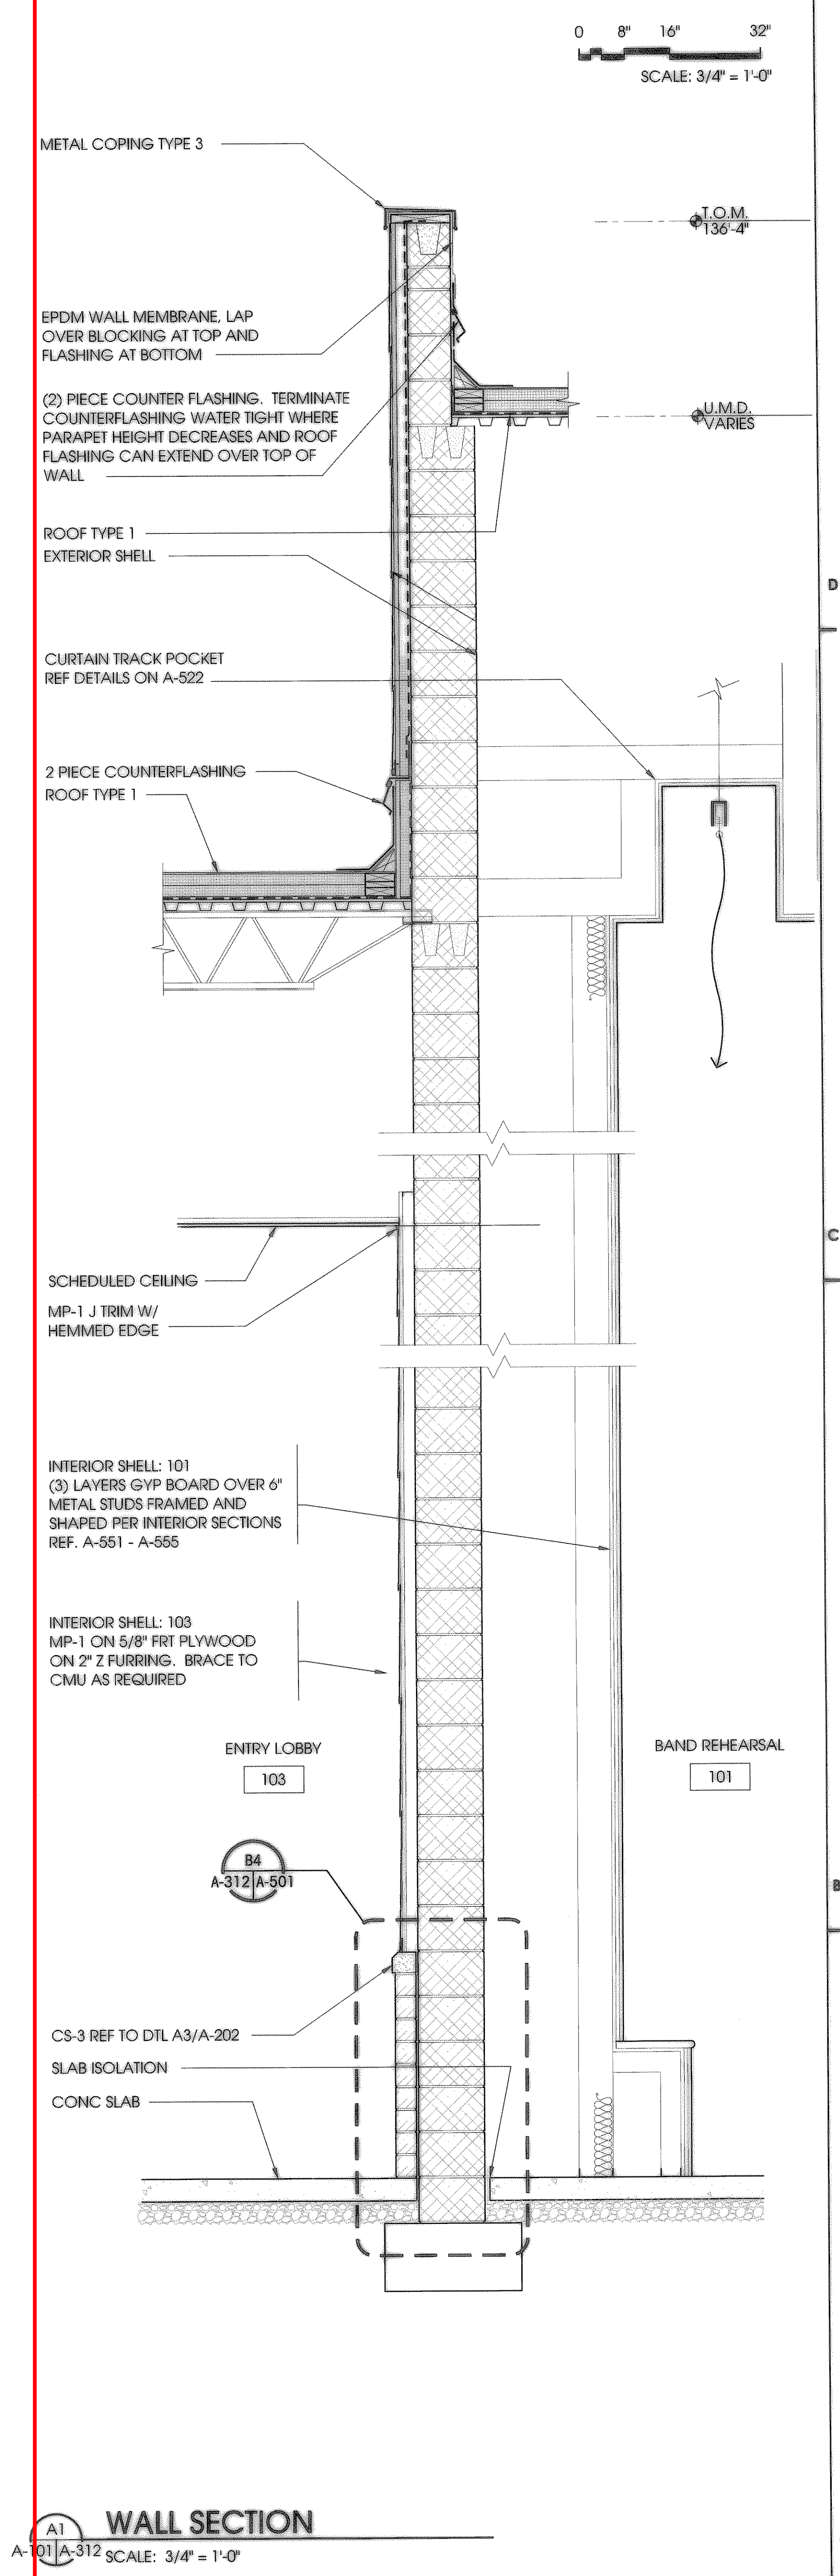 0 8" 16" 32"
SCALE: 3/4" = 1'-0"
METAL COPING TYPE 3
T.O.M.
136'-4"
EPDM WALL MEMBRANE, LAP
OVER BLOCKING AT TOP AND
FLASHING AT BOTTOM
(2) PIECE COUNTER FLASHING. TERMINATE
COUNTERFLASHING WATER TIGHT WHERE
PARAPET HEIGHT DECREASES AND ROOF
FLASHING CAN EXTEND OVER TOP OF
WALL
U.M.D.
VARIES
ROOF TYPE 1
EXTERIOR SHELL
D
CURTAIN TRACK POCKET
REF DETAILS ON A-522
2 PIECE COUNTERFLASHING
ROOF TYPE 1
C
SCHEDULED CEILING
MP-1 J TRIM W/
HEMMED EDGE
INTERIOR SHELL: 101
(3) LAYERS GYP BOARD OVER 6"
METAL STUDS FRAMED AND
SHAPED PER INTERIOR SECTIONS
REF. A-551 - A-555
INTERIOR SHELL: 103
MP-1 ON 5/8" FRT PLYWOOD
ON 2" Z FURRING. BRACE TO
CMU AS REQUIRED
ENTRY LOBBY
103
BAND REHEARSAL
101
B4
A-312 A-501
B
CS-3 REF TO DTL A3/A-202
SLAB ISOLATION
CONC SLAB
A1
A-101 A-312
WALL SECTION
SCALE: 3/4" = 1'-0"